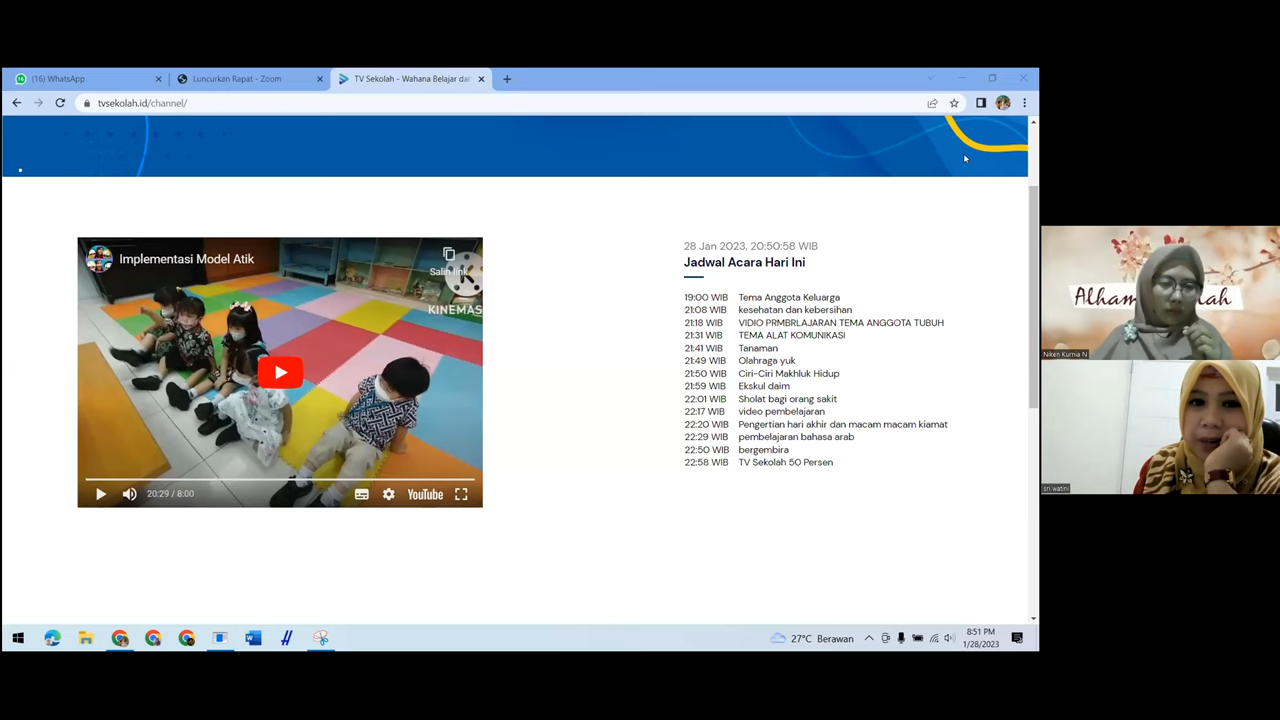 (16) WhatsApp
Luncurkan Rapat - Zoom
TV Sekolah - Wahana Belajar dar
tvsekolah.id/channel/
Implementasi Model Atik
Salin link
K
KINEMAS
20:29 / 8:00
YouTube
28 Jan 2023, 20:50:58 WIB
Jadwal Acara Hari Ini
19:00 WIB Tema Anggota Keluarga
21:08 WIB kesehatan dan kebersihan
21:18 WIB VIDIO PRMBRLAJARAN TEMA ANGGOTA TUBUH
21:31 WIB TEMA ALAT KOMUNIKASI
21:41 WIB Tanaman
21:49 WIB Olahraga yuk
21:50 WIB Ciri-Ciri Makhluk Hidup
21:59 WIB Ekskul daim
22:01 WIB Sholat bagi orang sakit
22:17 WIB video pembelajaran
22:20 WIB Pengertian hari akhir dan macam macam kiamat
22:29 WIB pembelajaran bahasa arab
22:50 WIB bergembira
22:58 WIB TV Sekolah 50 Persen
Niken Kurnia N
sri watini
27°C Berawan
8:51 PM
1/28/2023